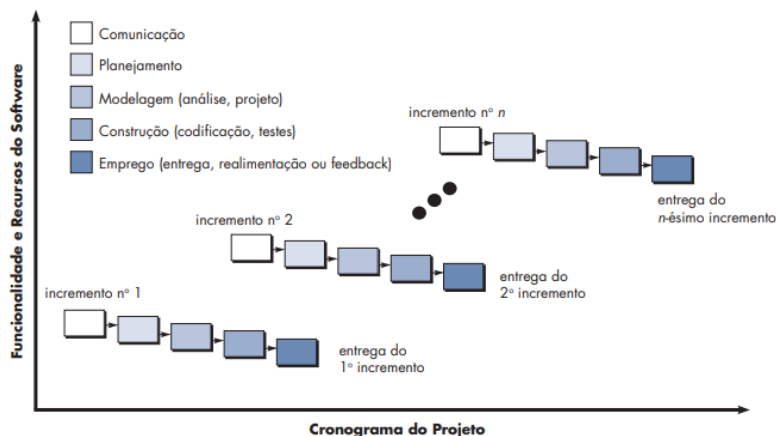 Comunicação
Planejamento
Modelagem (análise, projeto)
Construção (codificação, testes)
Emprego (entrega, realimentação ou feedback)
incremento nº n
entrega do
n-ésimo incremento
incremento nº 2
entrega do
2º incremento
incremento nº 1
entrega do
1º incremento
Funcionalidade e Recursos do Software
Cronograma do Projeto